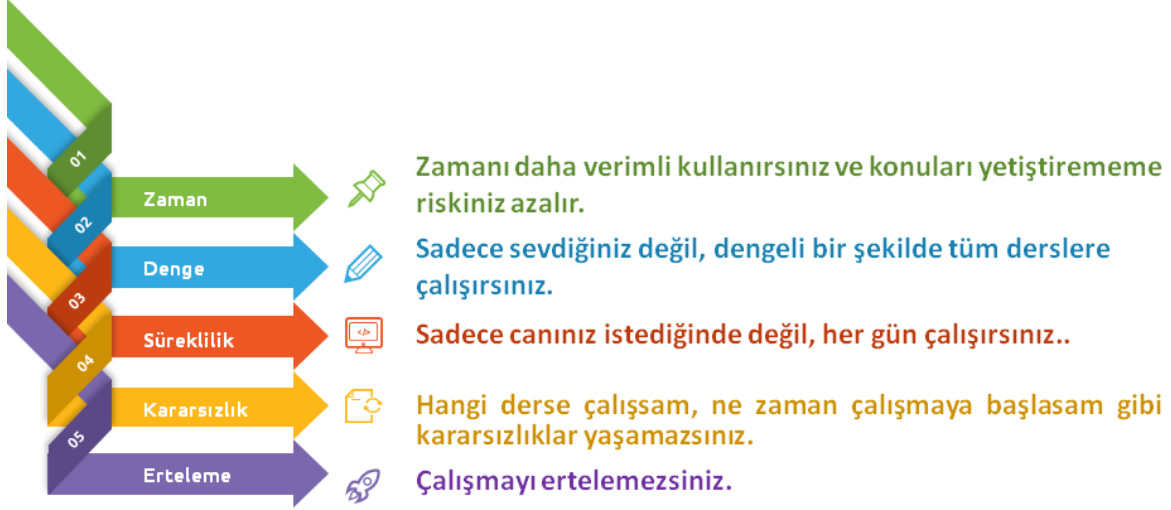 01
Zaman
Zamanı daha verimli kullanırsınız ve konuları yetiştirememe
riskiniz azalır.
02
Denge
Sadece sevdiğiniz değil, dengeli bir şekilde tüm derslere
çalışırsınız.
03
Süreklilik
</>
Sadece canınız istediğinde değil, her gün çalışırsınız..
04
Kararsızlık
Hangi derse çalışsam, ne zaman çalışmaya başlasam gibi
kararsızlıklar yaşamazsınız.
05
Erteleme
Çalışmayı ertelemezsiniz.